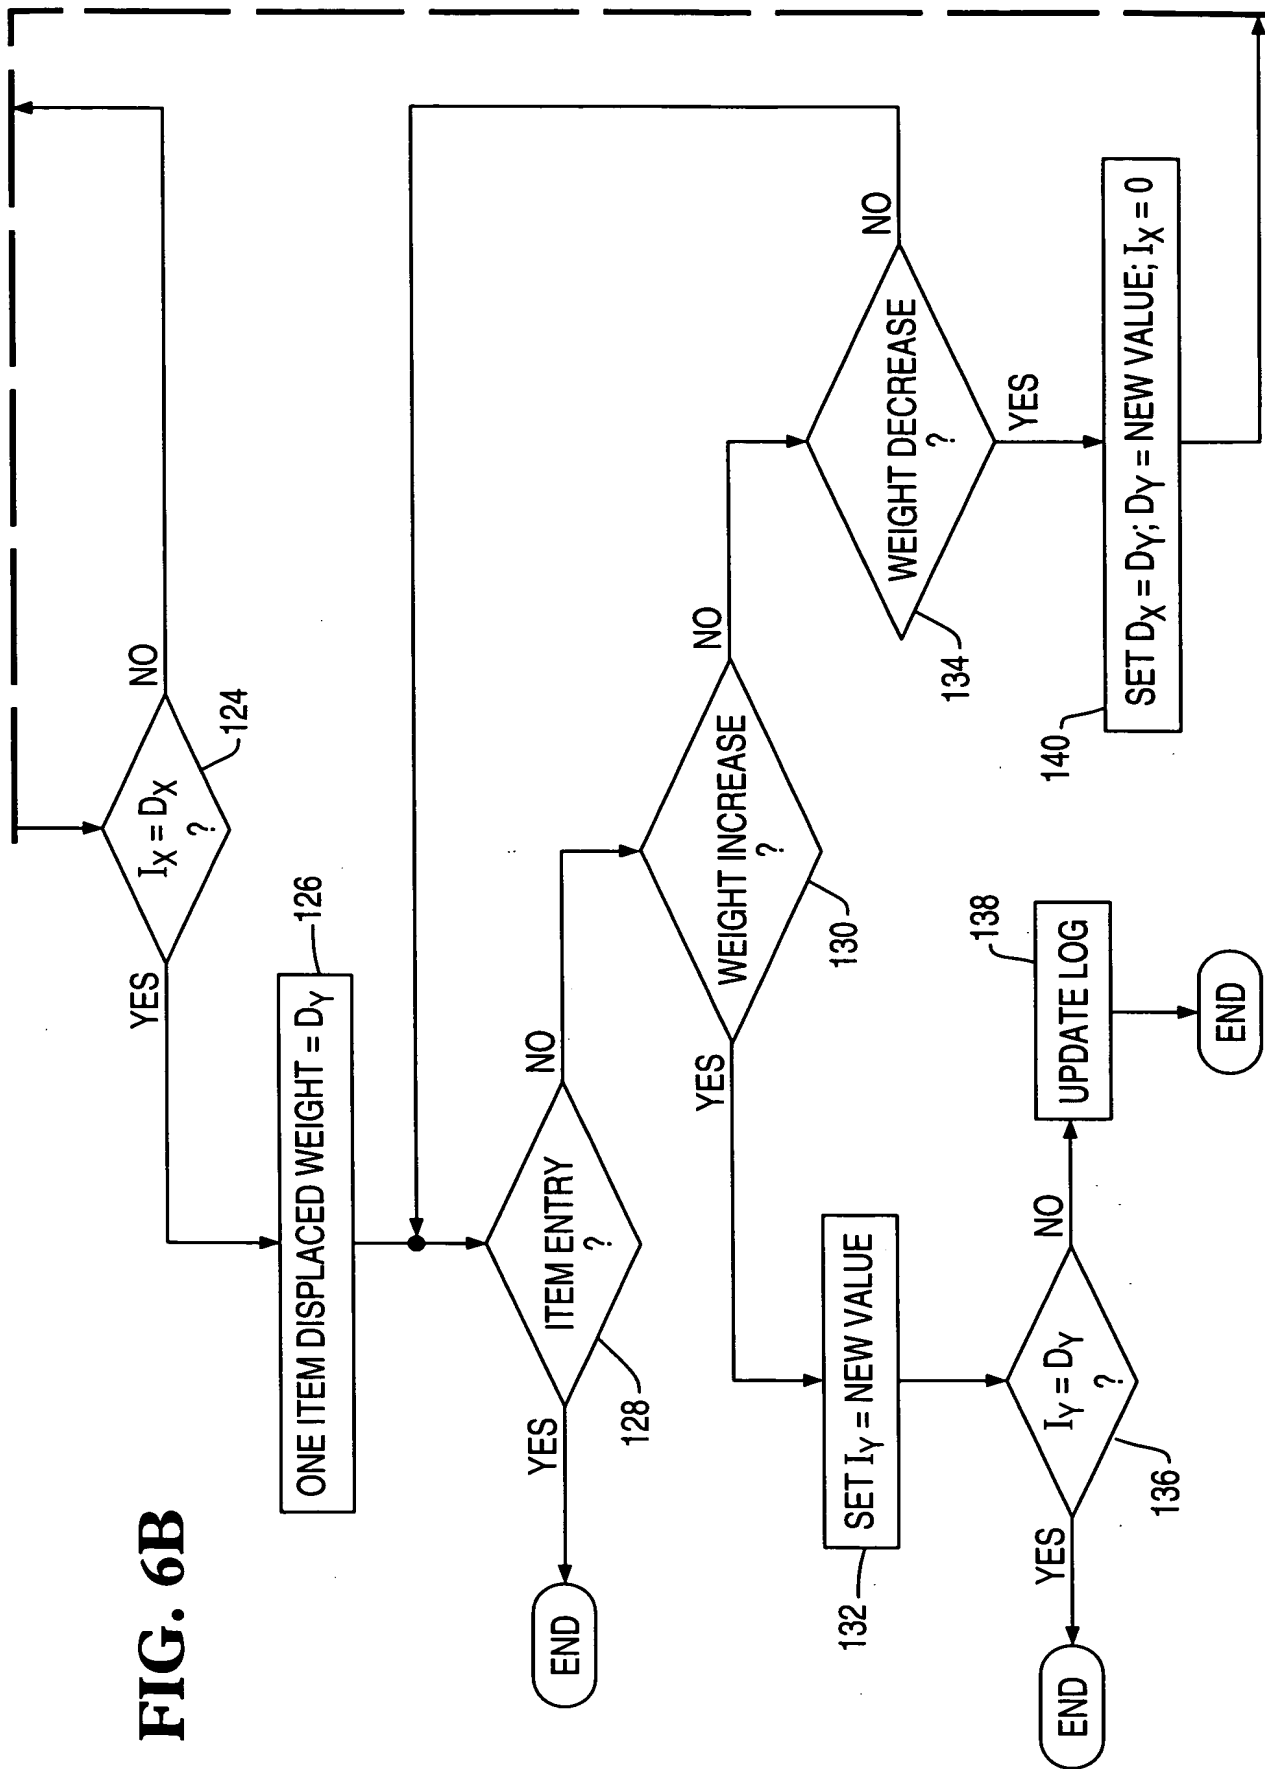 FIG. 6B
I_X = D_X
?
124
YES
NO
ONE ITEM DISPLACED WEIGHT = D_Y
126
ITEM ENTRY
?
128
YES
NO
END
WEIGHT INCREASE
?
130
YES
NO
SET I_Y = NEW VALUE
132
WEIGHT DECREASE
?
134
NO
YES
I_Y = D_Y
?
136
YES
NO
END
UPDATE LOG
138
END
SET D_X = D_Y; D_Y = NEW VALUE; I_X = 0
140